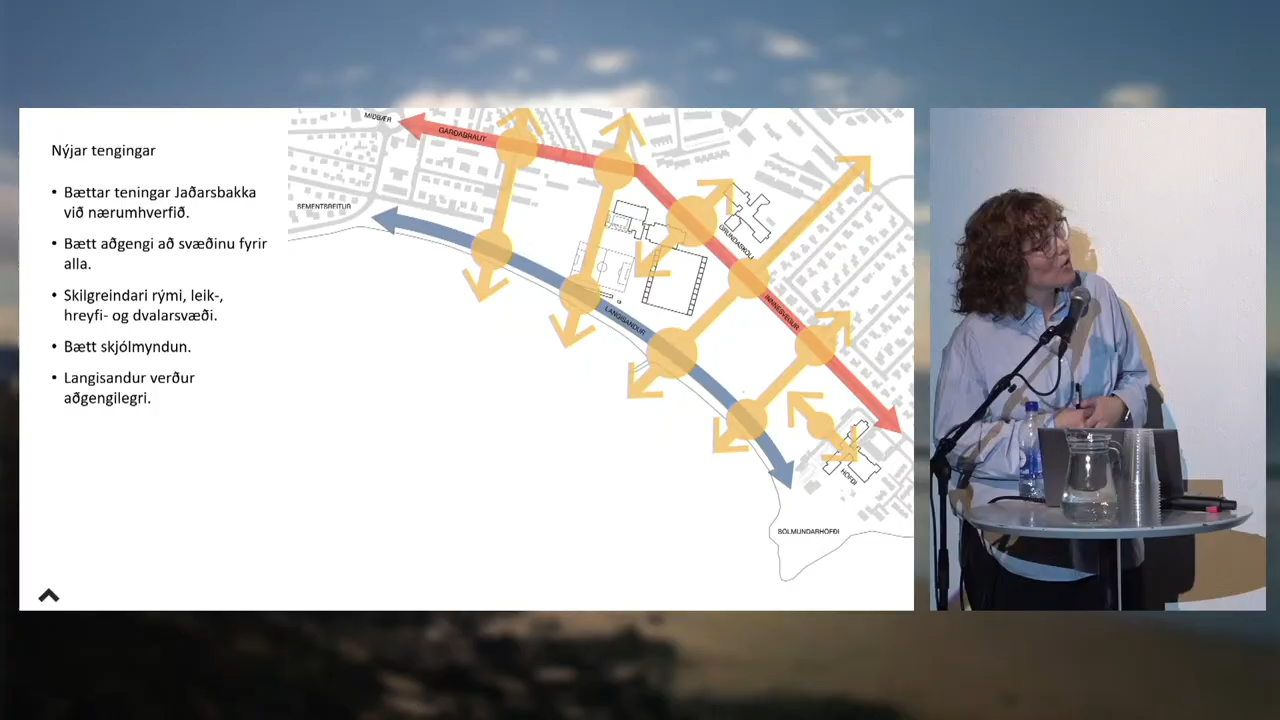 Nýjar tengingar
• Bættar teningar Jaðarsbakka
við nærumhverfið.
• Bætt aðgengi að svæðinu fyrir
alla.
• Skilgreindari rými, leik-,
hreyfi- og dvalarsvæði.
• Bætt skjólmyndun.
• Langisandur verður
aðgengilegri.
MIÐBÆR
GARÐABRAUT
SEMENTSREITUR
GRUNDASKÓLI
INNNESVEGUR
LANGISANDUR
HÖFÐI
SÓLMUNDARHÖFÐI